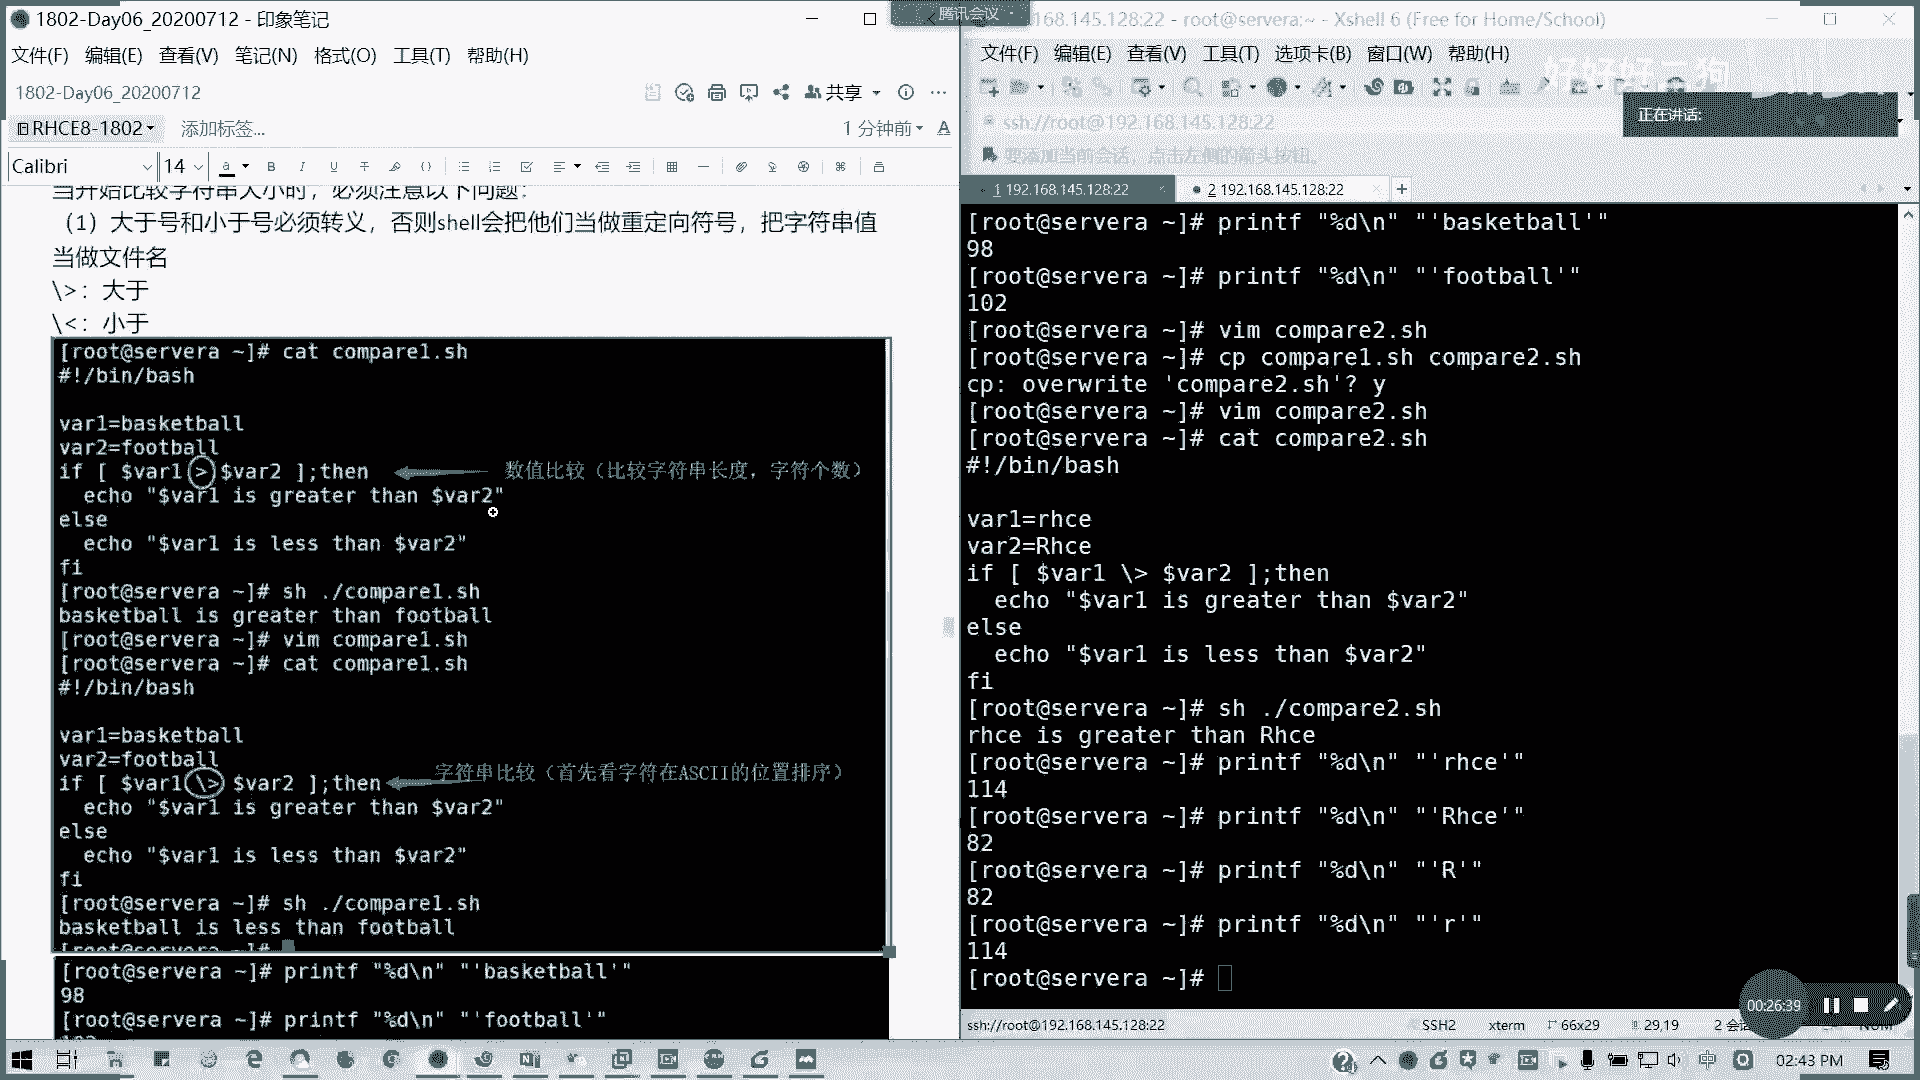 1802-Day06_20200712 - 印象笔记
文件(F) 编辑(E) 查看(V) 笔记(N) 格式(O) 工具(T) 帮助(H)
1802-Day06_20200712
共享
RHCE8-1802
添加标签...
1 分钟前
Calibri 14
当开始比较字符串大小时，必须注意以下问题：
（1）大于号和小于号必须转义，否则shell会把他们当做重定向符号，把字符串值
当做文件名
\>：大于
\<：小于
[root@servera ~]# cat compare1.sh
#!/bin/bash
var1=basketball
var2=football
if [ $var1 > $var2 ];then
数值比较（比较字符串长度，字符个数）
echo "$var1 is greater than $var2"
else
echo "$var1 is less than $var2"
fi
[root@servera ~]# sh ./compare1.sh
basketball is greater than football
[root@servera ~]# vim compare1.sh
[root@servera ~]# cat compare1.sh
#!/bin/bash
var1=basketball
var2=football
if [ $var1 \> $var2 ];then
字符串比较（首先看字符在ASCII的位置排序）
echo "$var1 is greater than $var2"
else
echo "$var1 is less than $var2"
fi
[root@servera ~]# sh ./compare1.sh
basketball is less than football
[root@servera ~]#
[root@servera ~]# printf "%d\n" "'basketball'"
98
[root@servera ~]# printf "%d\n" "'football'"
102
腾讯会议
168.145.128:22 - root@servera:~ - Xshell 6 (Free for Home/School)
文件(F) 编辑(E) 查看(V) 工具(T) 选项卡(B) 窗口(W) 帮助(H)
正在讲话:
ssh://root@192.168.145.128:22
要添加当前会话，点击左侧的箭头按钮。
1 192.168.145.128:22
2 192.168.145.128:22
[root@servera ~]# printf "%d\n" "'basketball'"
98
[root@servera ~]# printf "%d\n" "'football'"
102
[root@servera ~]# vim compare2.sh
[root@servera ~]# cp compare1.sh compare2.sh
cp: overwrite 'compare2.sh'? y
[root@servera ~]# vim compare2.sh
[root@servera ~]# cat compare2.sh
#!/bin/bash
var1=rhce
var2=Rhce
if [ $var1 \> $var2 ];then
echo "$var1 is greater than $var2"
else
echo "$var1 is less than $var2"
fi
[root@servera ~]# sh ./compare2.sh
rhce is greater than Rhce
[root@servera ~]# printf "%d\n" "'rhce'"
114
[root@servera ~]# printf "%d\n" "'Rhce'"
82
[root@servera ~]# printf "%d\n" "'R'"
82
[root@servera ~]# printf "%d\n" "'r'"
114
[root@servera ~]#
00:26:39
ssh://root@192.168.145.128:22 SSH2 xterm 66x29 29,19 2 会 NUM
中
02:43 PM